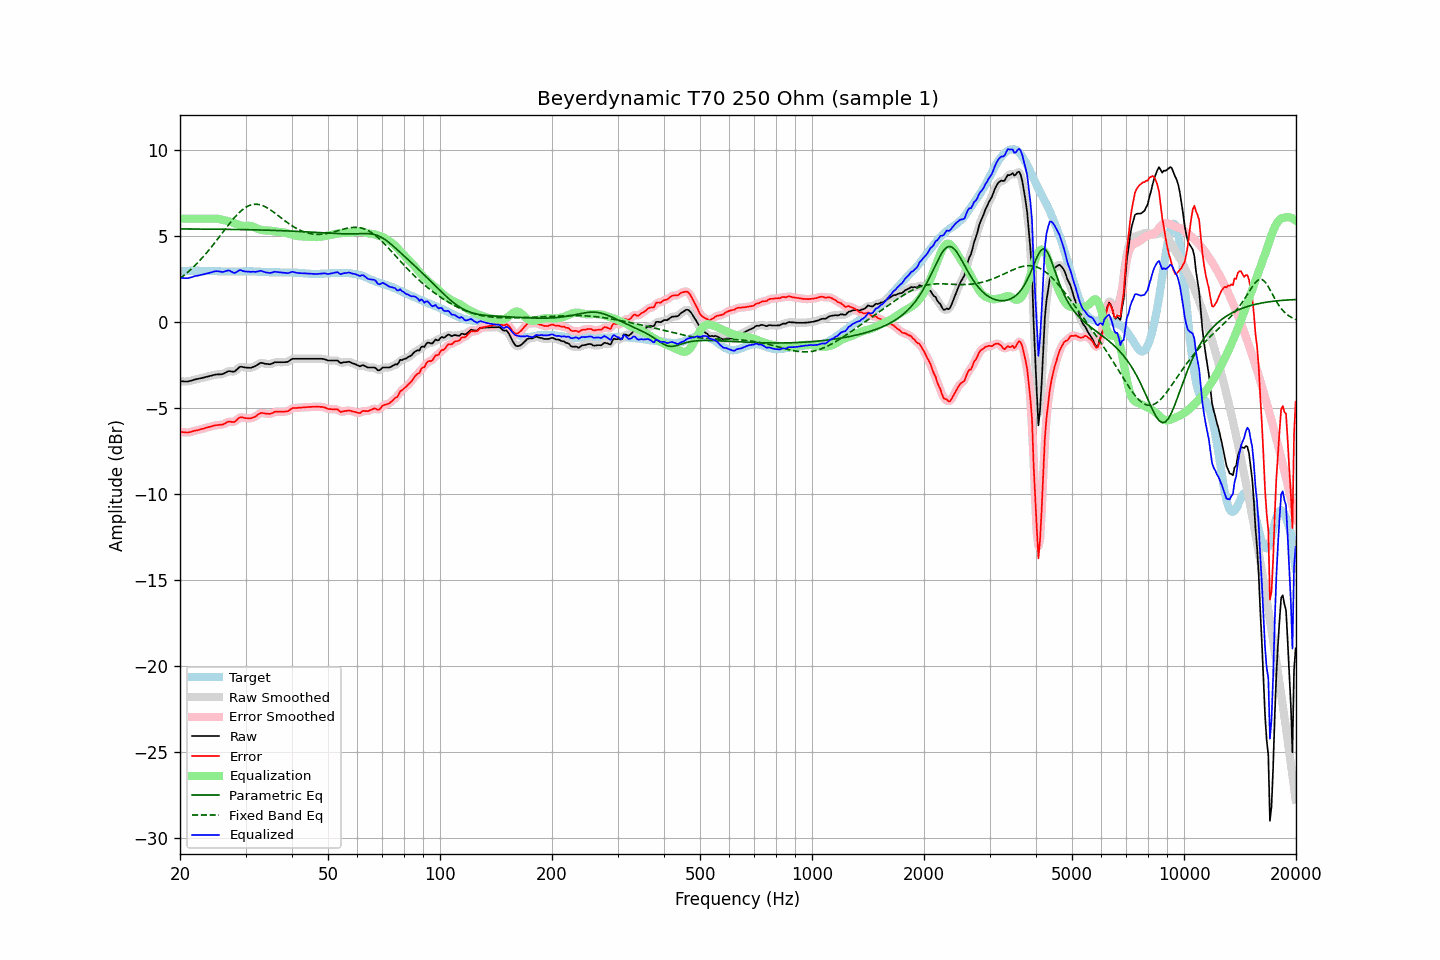 Beyerdynamic T70 250 Ohm (sample 1)
10
5
0
−5
−10
−15
−20
−25
−30
Amplitude (dBr)
Target
Raw Smoothed
Error Smoothed
Raw
Error
Equalization
Parametric Eq
Fixed Band Eq
Equalized
20 50 100 200 500 1000 2000 5000 10000 20000
Frequency (Hz)